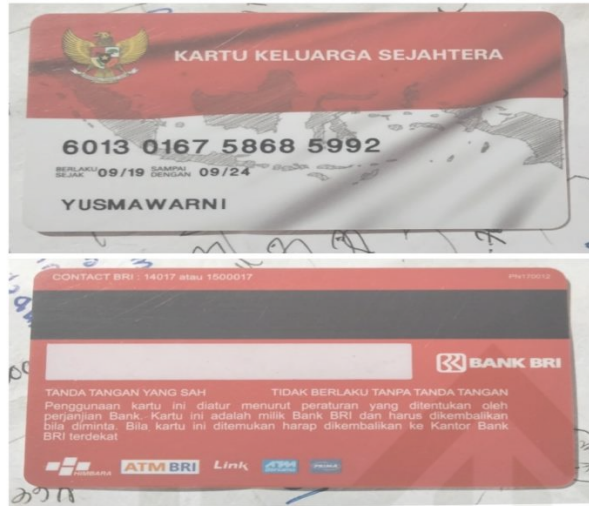 KARTU KELUARGA SEJAHTERA
6013 0167 5868 5992
BERLAKU SEJAK 09/19 SAMPAI DENGAN 09/24
YUSMAWARNI
CONTACT BRI : 14017 atau 1500017
BANK BRI
TANDA TANGAN YANG SAH TIDAK BERLAKU TANPA TANDA TANGAN
Penggunaan kartu ini diatur menurut peraturan yang ditentukan oleh
perjanjian Bank. Kartu ini adalah milik Bank BRI dan harus dikembalikan
bila diminta. Bila kartu ini ditemukan harap dikembalikan ke Kantor Bank
BRI terdekat
HIMBARA ATM BRI Link